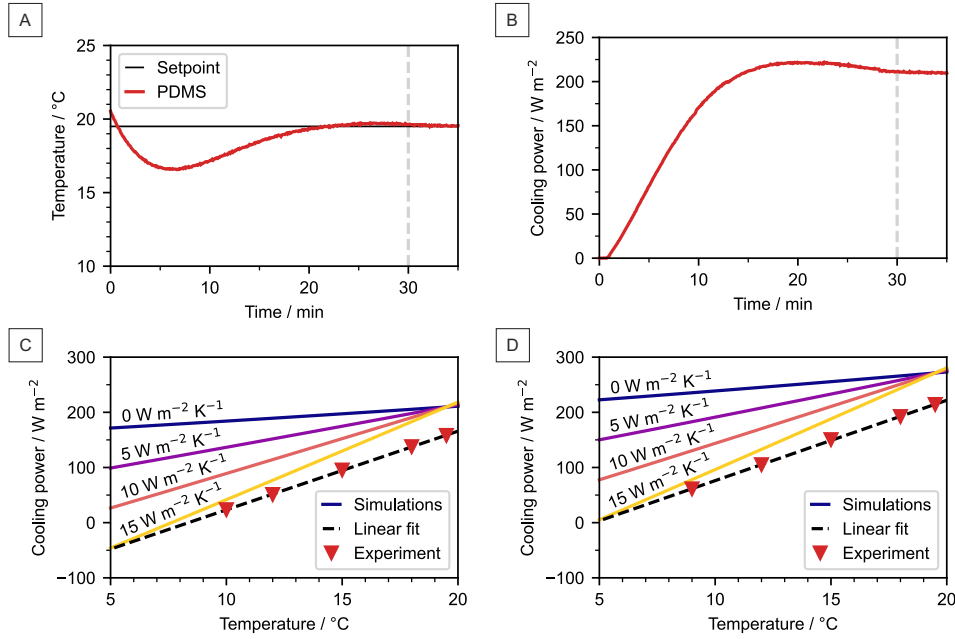 A
25
20
15
10
Temperature / °C
Setpoint
PDMS
0
10
20
30
Time / min
B
250
200
150
100
50
0
Cooling power / W m⁻²
0
10
20
30
Time / min
C
300
200
100
0
−100
Cooling power / W m⁻²
0 W m⁻² K⁻¹
5 W m⁻² K⁻¹
10 W m⁻² K⁻¹
15 W m⁻² K⁻¹
Simulations
Linear fit
Experiment
5
10
15
20
Temperature / °C
D
300
200
100
0
−100
Cooling power / W m⁻²
0 W m⁻² K⁻¹
5 W m⁻² K⁻¹
10 W m⁻² K⁻¹
15 W m⁻² K⁻¹
Simulations
Linear fit
Experiment
5
10
15
20
Temperature / °C